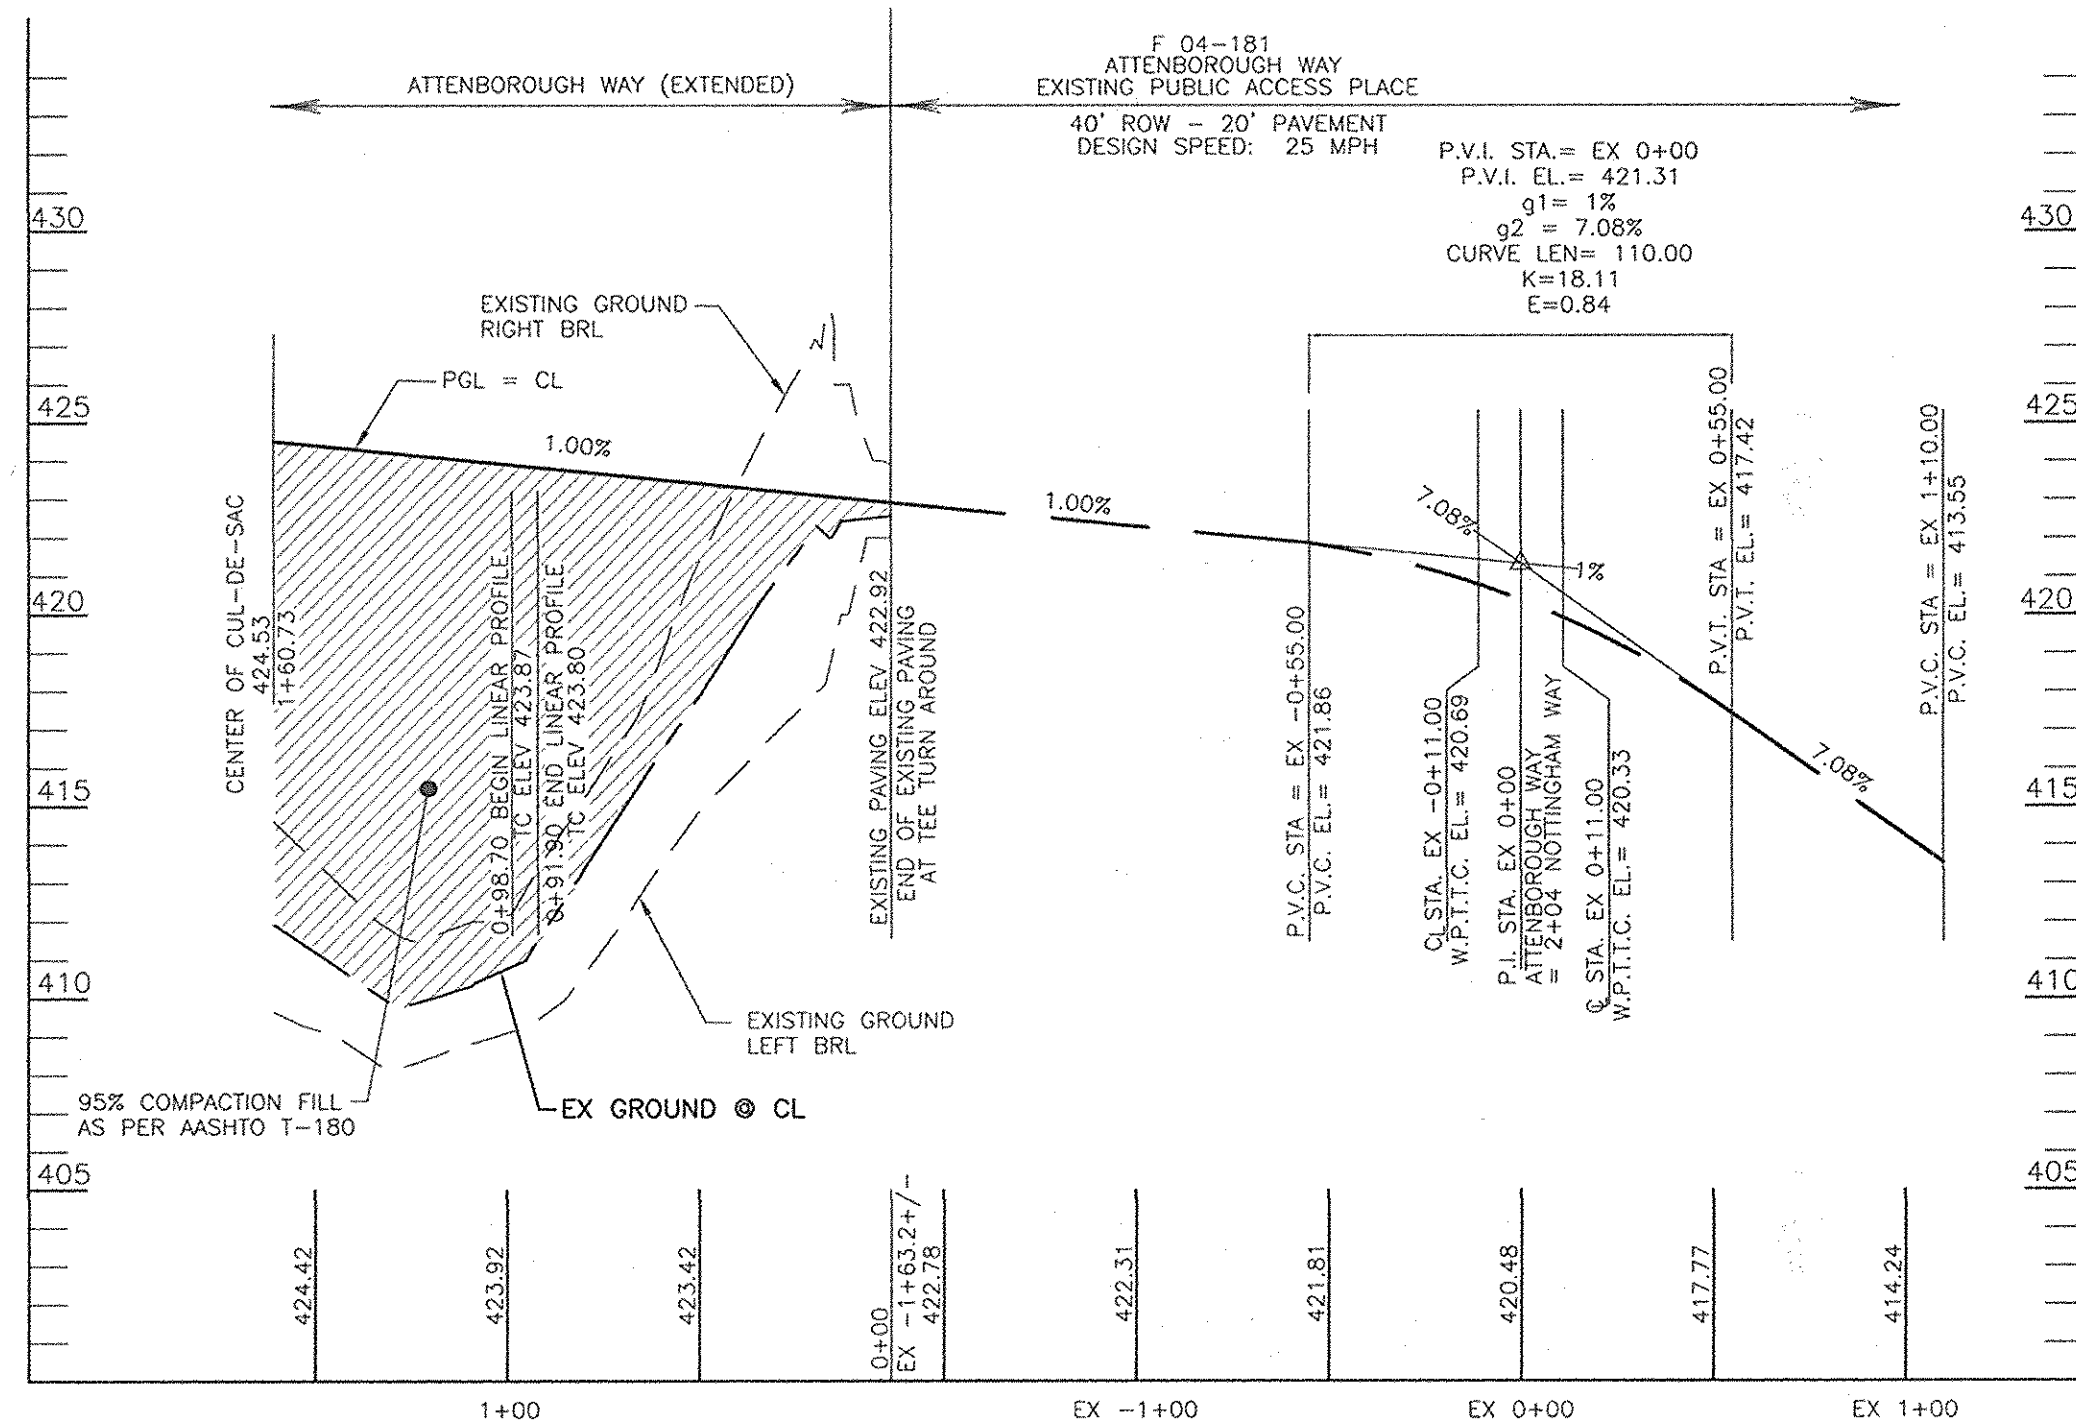 F 04-181
ATTENBOROUGH WAY
EXISTING PUBLIC ACCESS PLACE
ATTENBOROUGH WAY (EXTENDED)
40' ROW - 20' PAVEMENT
DESIGN SPEED: 25 MPH
P.V.I. STA.= EX 0+00
P.V.I. EL.= 421.31
g1= 1%
g2 = 7.08%
CURVE LEN= 110.00
K=18.11
E=0.84
430
430
EXISTING GROUND
RIGHT BRL
PGL = CL
425
425
1.00%
1.00%
7.08%
1%
7.08%
CENTER OF CUL-DE-SAC
424.53
1+60.73
0+98.70 BEGIN LINEAR PROFILE
TC ELEV 423.87
0+91.90 END LINEAR PROFILE
TC ELEV 423.80
EXISTING PAVING ELEV 422.92
END OF EXISTING PAVING
AT TEE TURN AROUND
P.V.C. STA = EX -0+55.00
P.V.C. EL.= 421.86
CL STA. EX -0+11.00
W.P.T.T.C. EL.= 420.69
P.I. STA. EX 0+00
ATTENBOROUGH WAY
= 2+04 NOTTINGHAM WAY
CL STA. EX 0+11.00
W.P.T.T.C. EL.= 420.33
P.V.T. STA = EX 0+55.00
P.V.T. EL.= 417.42
P.V.C. STA = EX 1+10.00
P.V.C. EL.= 413.55
420
420
415
415
410
410
EXISTING GROUND
LEFT BRL
95% COMPACTION FILL
AS PER AASHTO T-180
EX GROUND @ CL
405
405
424.42
423.92
423.42
0+00
EX -1+63.2+/-
422.78
422.31
421.81
420.48
417.77
414.24
1+00
EX -1+00
EX 0+00
EX 1+00